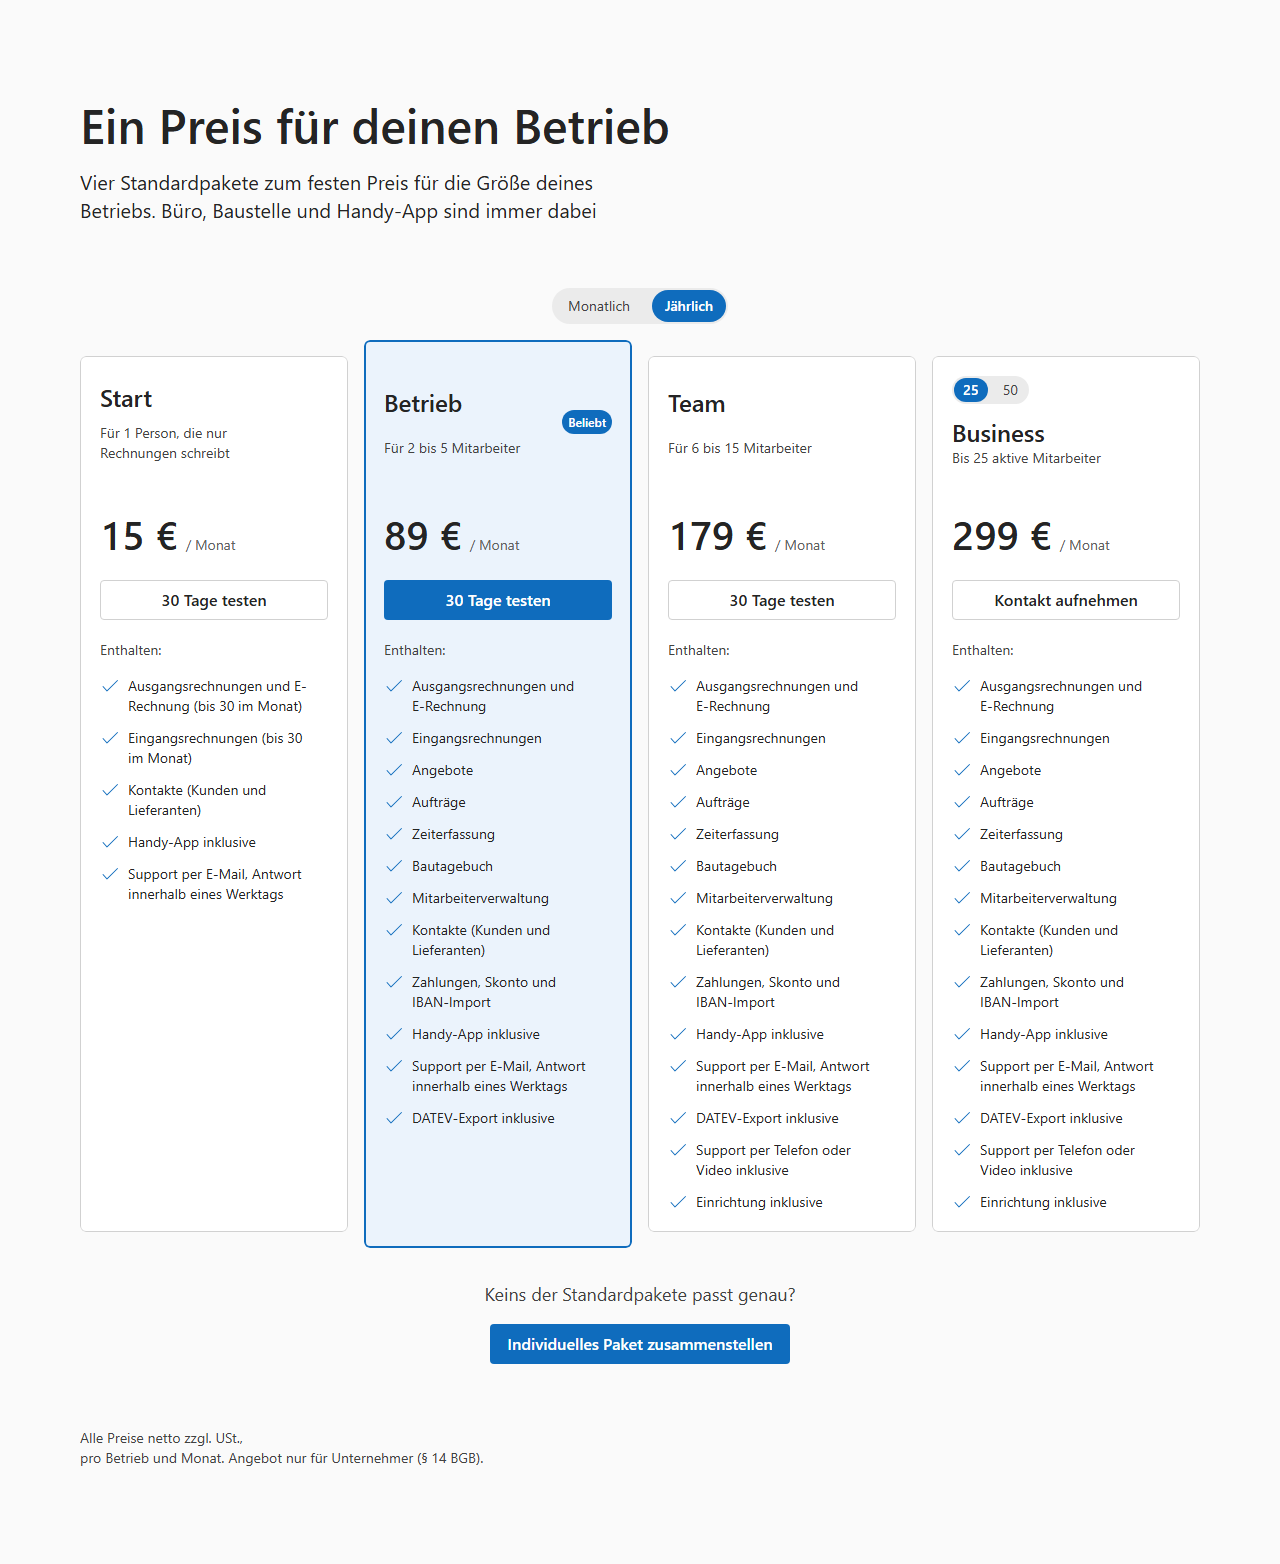 Ein Preis für deinen Betrieb
Vier Standardpakete zum festen Preis für die Größe deines
Betriebs. Büro, Baustelle und Handy-App sind immer dabei
Monatlich
Jährlich
Start
Für 1 Person, die nur
Rechnungen schreibt
15 € / Monat
30 Tage testen
Enthalten:
Ausgangsrechnungen und E-
Rechnung (bis 30 im Monat)
Eingangsrechnungen (bis 30
im Monat)
Kontakte (Kunden und
Lieferanten)
Handy-App inklusive
Support per E-Mail, Antwort
innerhalb eines Werktags
Betrieb
Beliebt
Für 2 bis 5 Mitarbeiter
89 € / Monat
30 Tage testen
Enthalten:
Ausgangsrechnungen und
E-Rechnung
Eingangsrechnungen
Angebote
Aufträge
Zeiterfassung
Bautagebuch
Mitarbeiterverwaltung
Kontakte (Kunden und
Lieferanten)
Zahlungen, Skonto und
IBAN-Import
Handy-App inklusive
Support per E-Mail, Antwort
innerhalb eines Werktags
DATEV-Export inklusive
Team
Für 6 bis 15 Mitarbeiter
179 € / Monat
30 Tage testen
Enthalten:
Ausgangsrechnungen und
E-Rechnung
Eingangsrechnungen
Angebote
Aufträge
Zeiterfassung
Bautagebuch
Mitarbeiterverwaltung
Kontakte (Kunden und
Lieferanten)
Zahlungen, Skonto und
IBAN-Import
Handy-App inklusive
Support per E-Mail, Antwort
innerhalb eines Werktags
DATEV-Export inklusive
Support per Telefon oder
Video inklusive
Einrichtung inklusive
25
50
Business
Bis 25 aktive Mitarbeiter
299 € / Monat
Kontakt aufnehmen
Enthalten:
Ausgangsrechnungen und
E-Rechnung
Eingangsrechnungen
Angebote
Aufträge
Zeiterfassung
Bautagebuch
Mitarbeiterverwaltung
Kontakte (Kunden und
Lieferanten)
Zahlungen, Skonto und
IBAN-Import
Handy-App inklusive
Support per E-Mail, Antwort
innerhalb eines Werktags
DATEV-Export inklusive
Support per Telefon oder
Video inklusive
Einrichtung inklusive
Keins der Standardpakete passt genau?
Individuelles Paket zusammenstellen
Alle Preise netto zzgl. USt.,
pro Betrieb und Monat. Angebot nur für Unternehmer (§ 14 BGB).